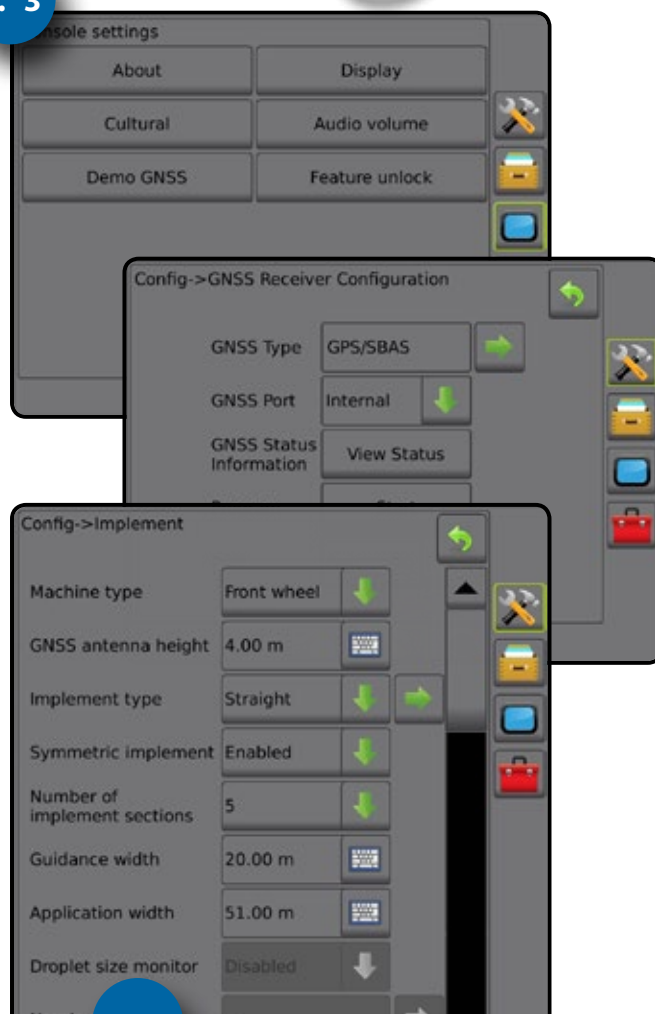 . 3
nsole settings
About Display
Cultural Audio volume
Demo GNSS Feature unlock
Config->GNSS Receiver Configuration
GNSS Type GPS/SBAS
GNSS Port Internal
GNSS Status
Information View Status
Config->Implement
Machine type Front wheel
GNSS antenna height 4.00 m
Implement type Straight
Symmetric implement Enabled
Number of
implement sections 5
Guidance width 20.00 m
Application width 51.00 m
Droplet size monitor Disabled